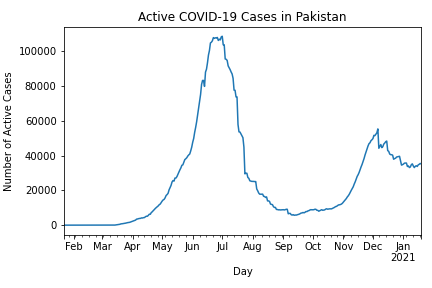 Active COVID-19 Cases in Pakistan
Number of Active Cases
100000
80000
60000
40000
20000
0
Feb Mar Apr May Jun Jul Aug Sep Oct Nov Dec Jan
2021
Day